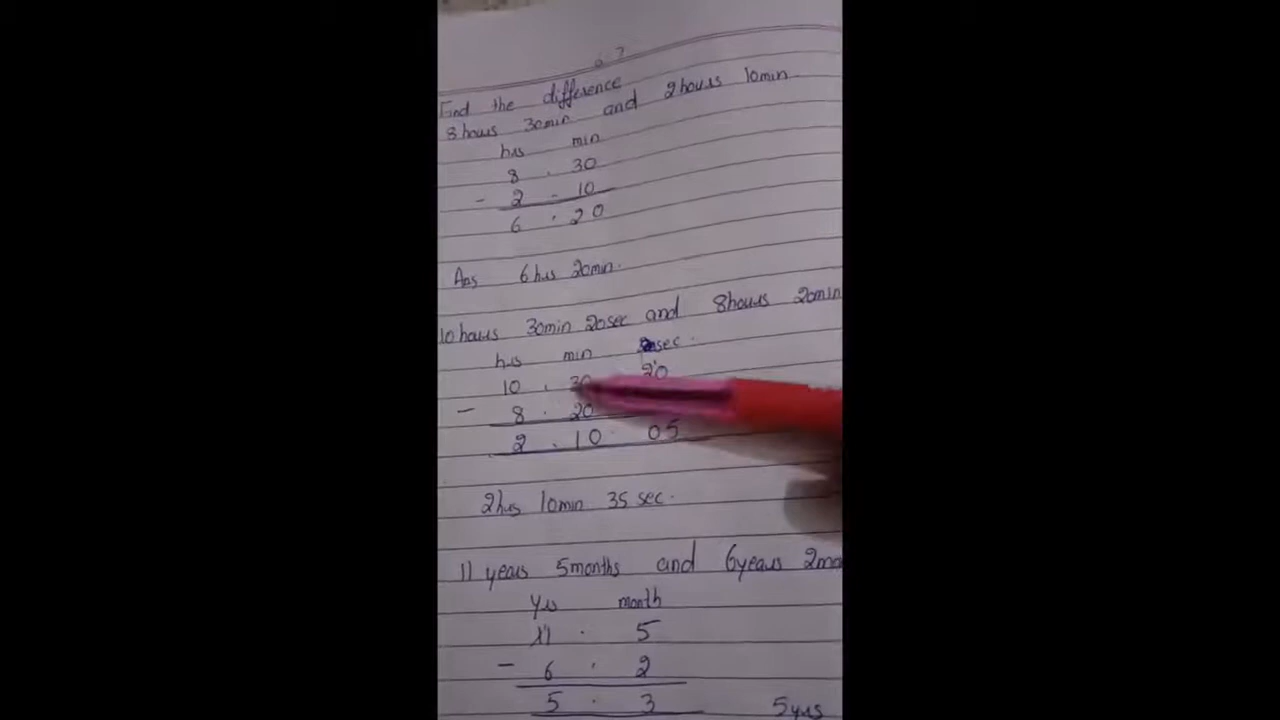 Find the difference
8 hours 30min and 2 hours 10min
hrs min
8 . 30
- 2 - 10
6 . 20
Ans 6 hrs 20min.
10 hours 30min 20sec and 8hours 20min
hrs min sec.
10 . 30 20
- 8 . 20
2 . 10 05
2hrs 10min 35 sec.
11 years 5months and 6years 2mo
Yrs month
11 . 5
- 6 . 2
5 . 3 5yrs